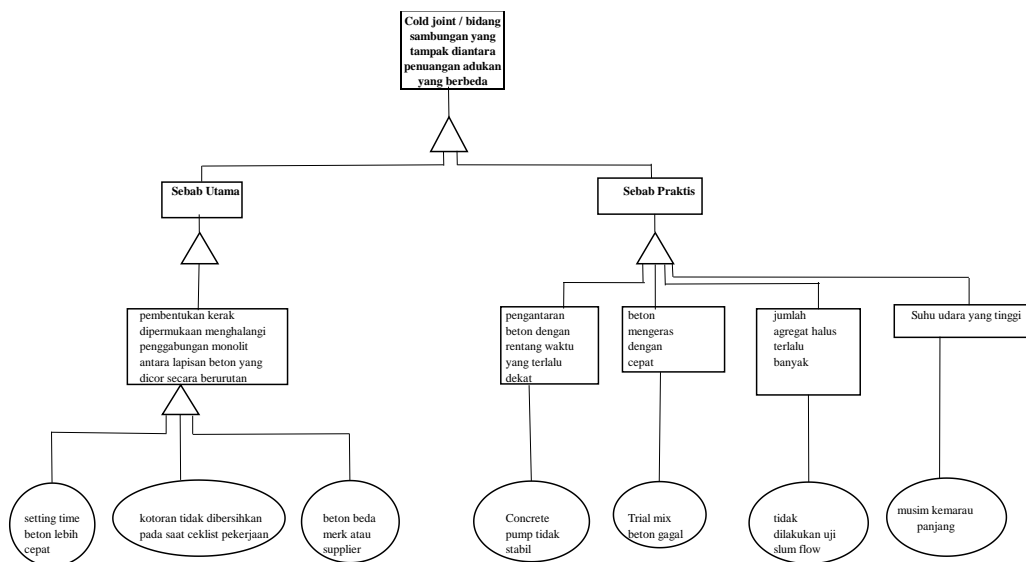 Cold joint / bidang
sambungan yang
tampak diantara
penuangan adukan
yang berbeda
Sebab Utama
Sebab Praktis
pembentukan kerak
dipermukaan menghalangi
penggabungan monolit
antara lapisan beton yang
dicor secara berurutan
pengantaran
beton dengan
rentang waktu
yang terlalu
dekat
beton
mengeras
dengan
cepat
jumlah
agregat halus
terlalu
banyak
Suhu udara yang tinggi
setting time
beton lebih
cepat
kotoran tidak dibersihkan
pada saat ceklist pekerjaan
beton beda
merk atau
supplier
Concrete
pump tidak
stabil
Trial mix
beton gagal
tidak
dilakukan uji
slum flow
musim kemarau
panjang